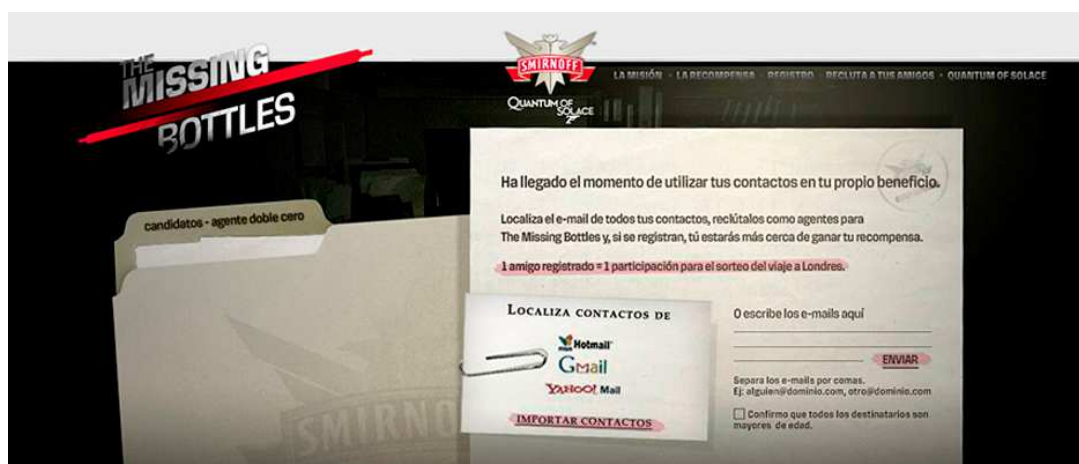 THE
MISSING
BOTTLES
SMIRNOFF
QUANTUM OF
SOLACE
LA MISIÓN - LA RECOMPENSA - REGISTRO - RECLUTA A TUS AMIGOS - QUANTUM OF SOLACE
candidatos - agente doble cero
Ha llegado el momento de utilizar tus contactos en tu propio beneficio.
Localiza el e-mail de todos tus contactos, reclútalos como agentes para
The Missing Bottles y, si se registran, tú estarás más cerca de ganar tu recompensa.
1 amigo registrado = 1 participación para el sorteo del viaje a Londres.
LOCALIZA CONTACTOS DE
Hotmail
Gmail
YAHOO! Mail
IMPORTAR CONTACTOS
O escribe los e-mails aquí
ENVIAR
Separa los e-mails por comas.
Ej: alguien@dominio.com, otro@dominio.com
Confirmo que todos los destinatarios son
mayores de edad.
SMIRNO